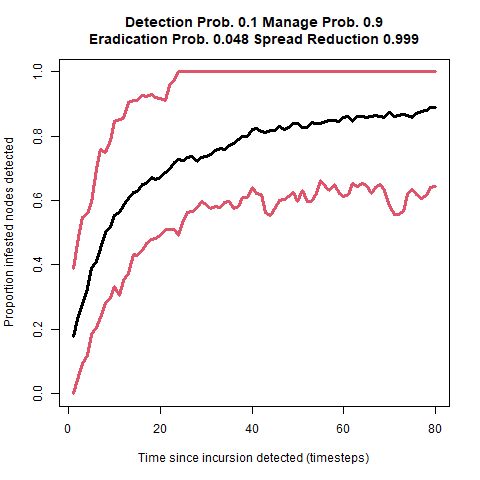 Detection Prob. 0.1 Manage Prob. 0.9
Eradication Prob. 0.048 Spread Reduction 0.999
Proportion infested nodes detected
1.0
0.8
0.6
0.4
0.2
0.0
0
20
40
60
80
Time since incursion detected (timesteps)